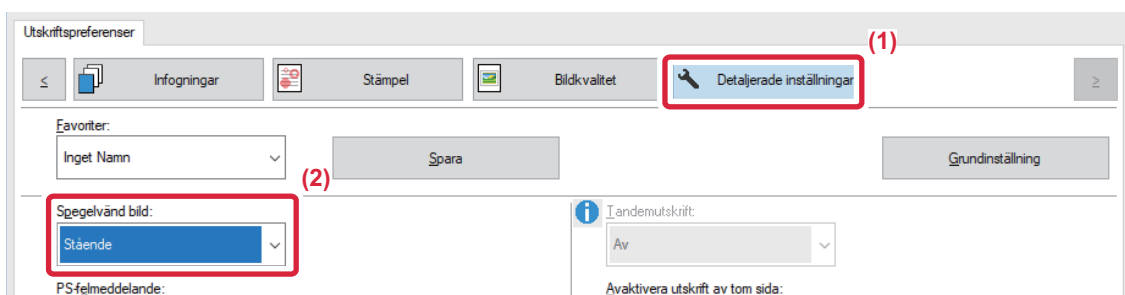 Utskriftspreferenser
(1)
<
Infogningar
Stämpel
Bildkvalitet
Detaljerade inställningar
>
Favoriter:
Inget Namn
Spara
Grundinställning
(2)
Spegelvänd bild:
Tandemutskrift:
Stående
Av
PS-felmeddelande:
Avaktivera utskrift av tom sida: